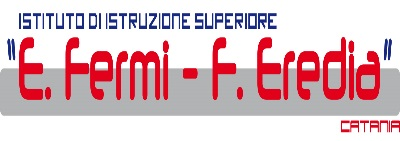 ISTITUTO DI ISTRUZIONE SUPERIORE
"E. Fermi - F. Eredia"
CATANIA